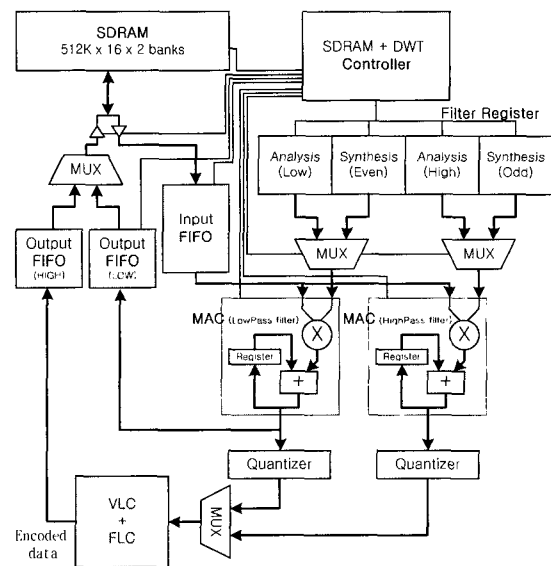 SDRAM
512K x 16 x 2 banks
SDRAM + DWT
Controller
Filter Register
Analysis
(Low)
Synthesis
(Even)
Analysis
(High)
Synthesis
(Odd)
MUX
Input
FIFO
Output
FIFO
(HIGH)
Output
FIFO
(LOW)
MUX
MUX
MAC (LowPass filter)
X
Register
+
MAC (HighPass filter)
X
Register
+
Quantizer
Quantizer
VLC
+
FLC
MUX
Encoded
data